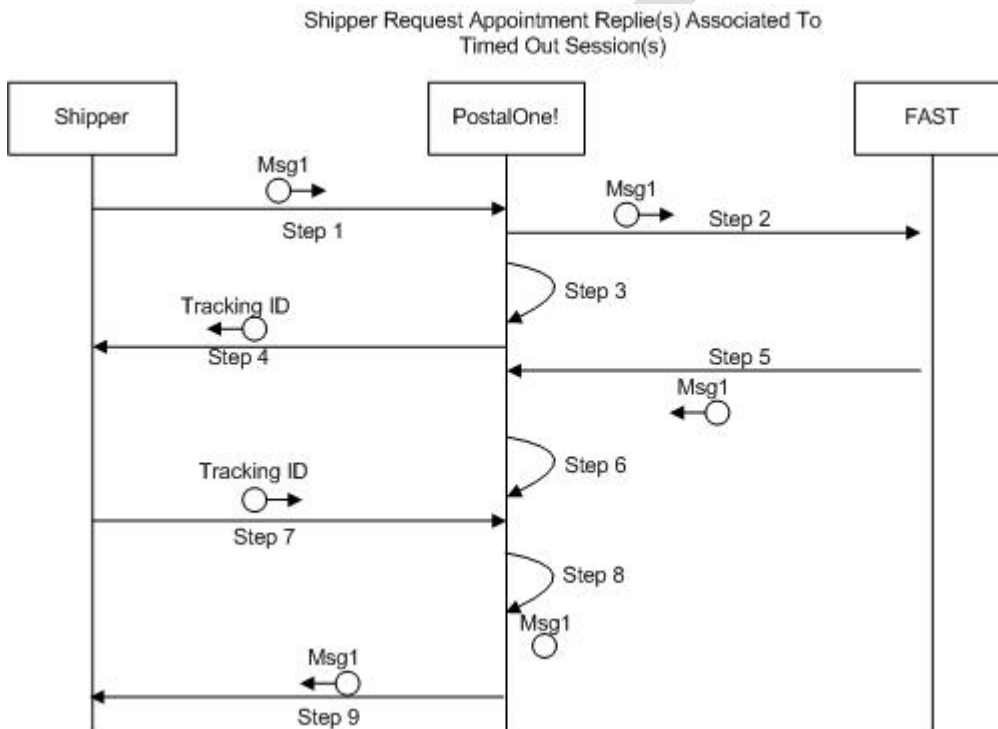 Shipper Request Appointment Replie(s) Associated To
Timed Out Session(s)
Shipper
PostalOne!
FAST
Msg1
Step 1
Msg1
Step 2
Step 3
Tracking ID
Step 4
Step 5
Msg1
Step 6
Tracking ID
Step 7
Step 8
Msg1
Msg1
Step 9